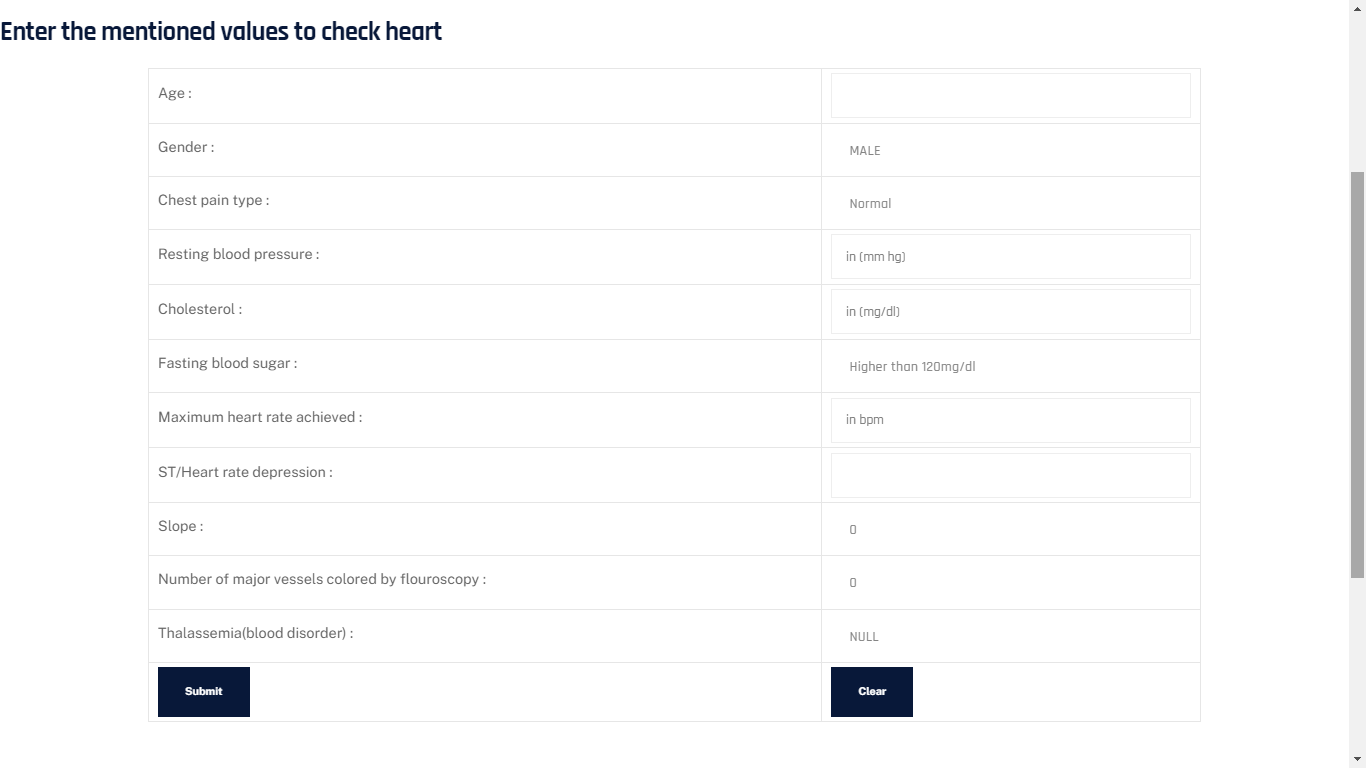 Enter the mentioned values to check heart
Age :
Gender : MALE
Chest pain type : Normal
Resting blood pressure : in (mm hg)
Cholesterol : in (mg/dl)
Fasting blood sugar : Higher than 120mg/dl
Maximum heart rate achieved : in bpm
ST/Heart rate depression :
Slope : 0
Number of major vessels colored by flouroscopy : 0
Thalassemia(blood disorder) : NULL
Submit Clear